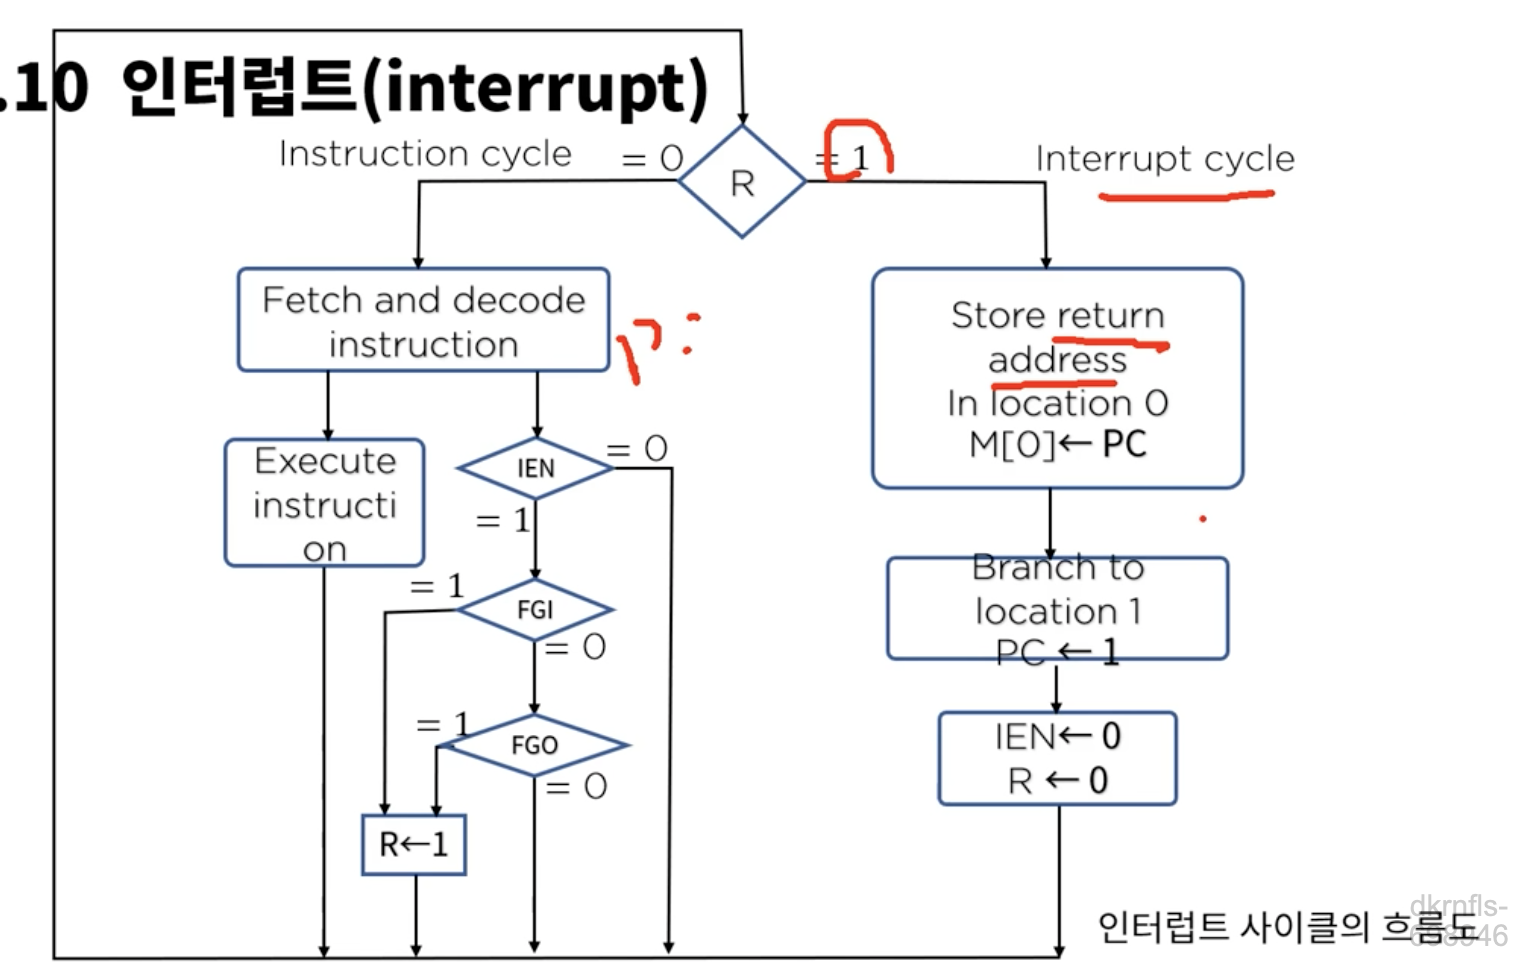 .10 인터럽트(interrupt)
Instruction cycle
= 0
R
= 1
Interrupt cycle
Fetch and decode
instruction
Execute
instructi
on
IEN
= 0
= 1
FGI
= 1
= 0
FGO
= 1
= 0
R←1
Store return
address
In location 0
M[0]← PC
Branch to
location 1
PC ← 1
IEN← 0
R ← 0
인터럽트 사이클의 흐름도
dkrnfls-